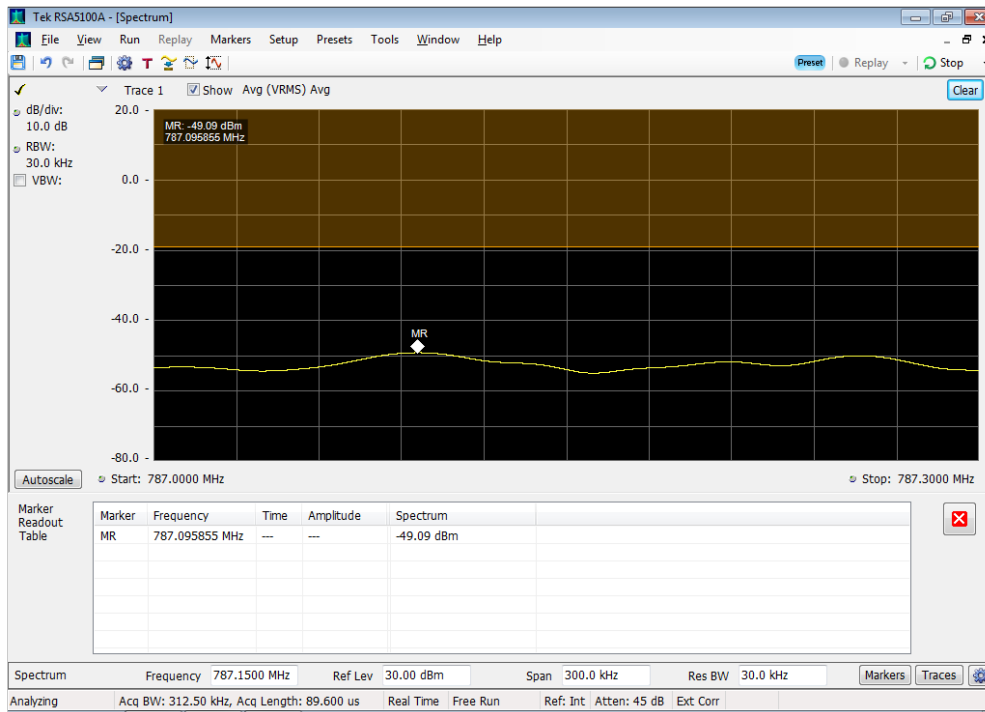 Tek RSA5100A - [Spectrum]
File View Run Replay Markers Setup Presets Tools Window Help
T Preset Replay Stop
Trace 1 Show Avg (VRMS) Avg Clear
dB/div:
10.0 dB
RBW:
30.0 kHz
VBW:
20.0
MR: -49.09 dBm
787.095855 MHz
0.0
-20.0
-40.0
MR
-60.0
-80.0
Autoscale Start: 787.0000 MHz Stop: 787.3000 MHz
Marker Readout Table
Marker Frequency Time Amplitude Spectrum
MR 787.095855 MHz --- --- -49.09 dBm
Spectrum Frequency 787.1500 MHz Ref Lev 30.00 dBm Span 300.0 kHz Res BW 30.0 kHz Markers Traces
Analyzing Acq BW: 312.50 kHz, Acq Length: 89.600 us Real Time Free Run Ref: Int Atten: 45 dB Ext Corr